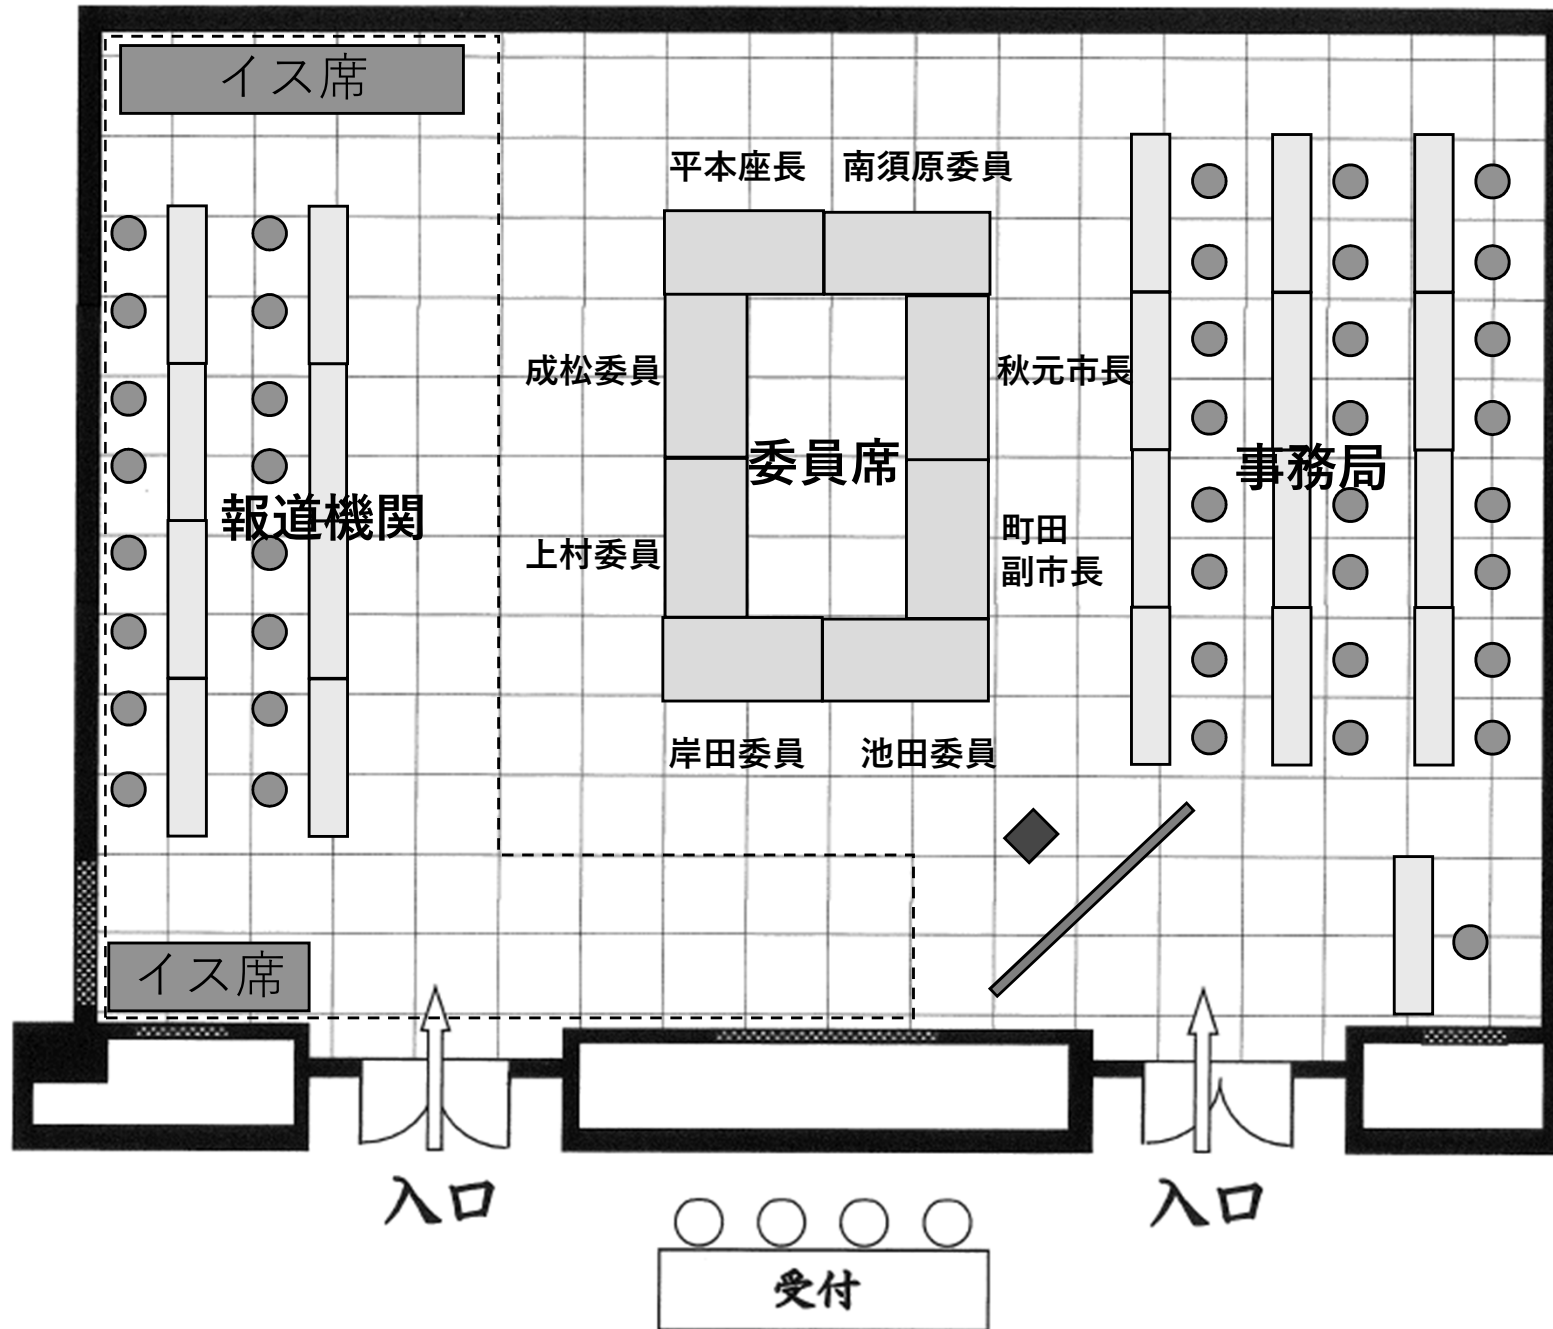 イス席
平本座長
南須原委員
成松委員
秋元市長
委員席
事務局
報道機関
上村委員
町田
副市長
岸田委員
池田委員
イス席
入口
入口
受付